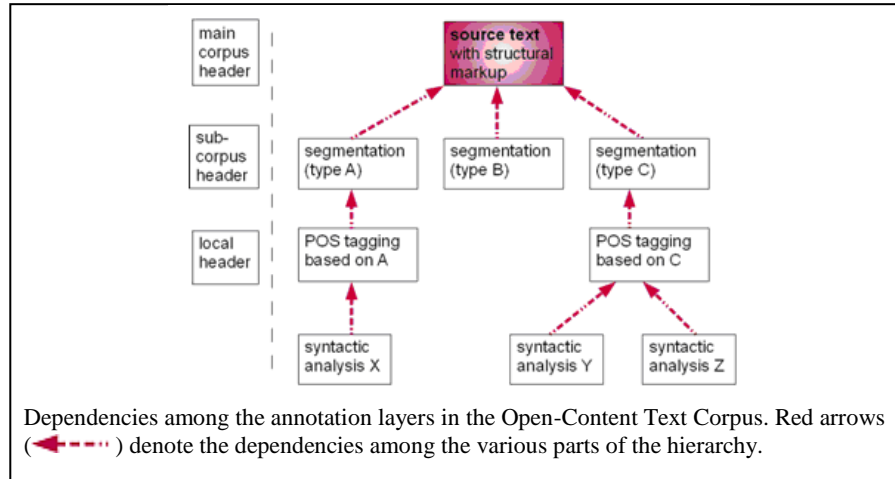 main
corpus
header
source text
with structural
markup
sub-
corpus
header
segmentation
(type A)
segmentation
(type B)
segmentation
(type C)
local
header
POS tagging
based on A
POS tagging
based on C
syntactic
analysis X
syntactic
analysis Y
syntactic
analysis Z
Dependencies among the annotation layers in the Open-Content Text Corpus. Red arrows
( ) denote the dependencies among the various parts of the hierarchy.